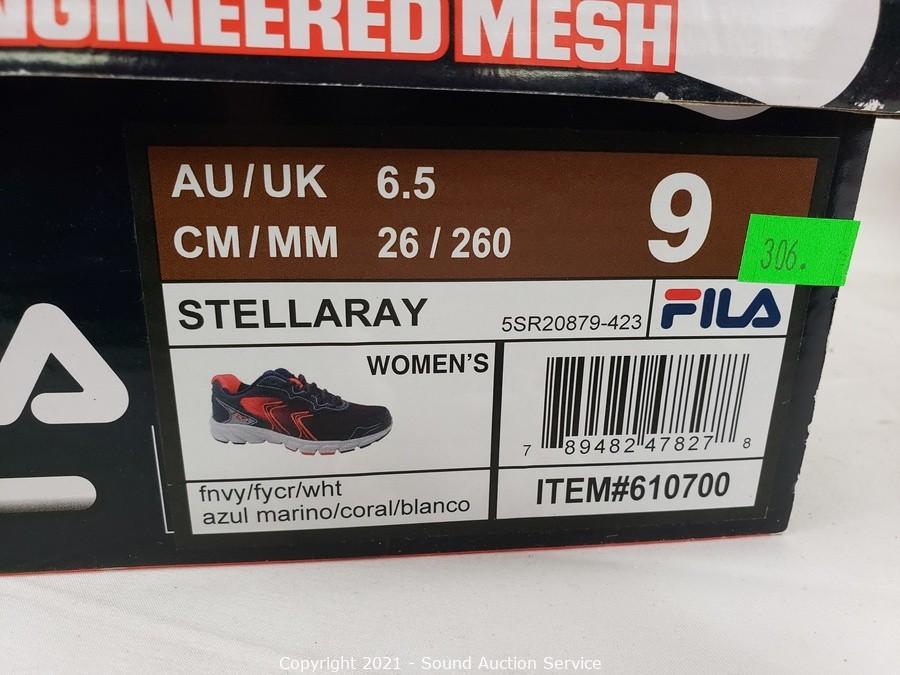 NGINEERED MESH
AU/UK 6.5
CM/MM 26 / 260
9
306.
STELLARAY
5SR20879-423
FILA
WOMEN'S
7 89482 47827 8
fnvy/fycr/wht
azul marino/coral/blanco
ITEM#610700
A
Copyright 2021 - Sound Auction Service